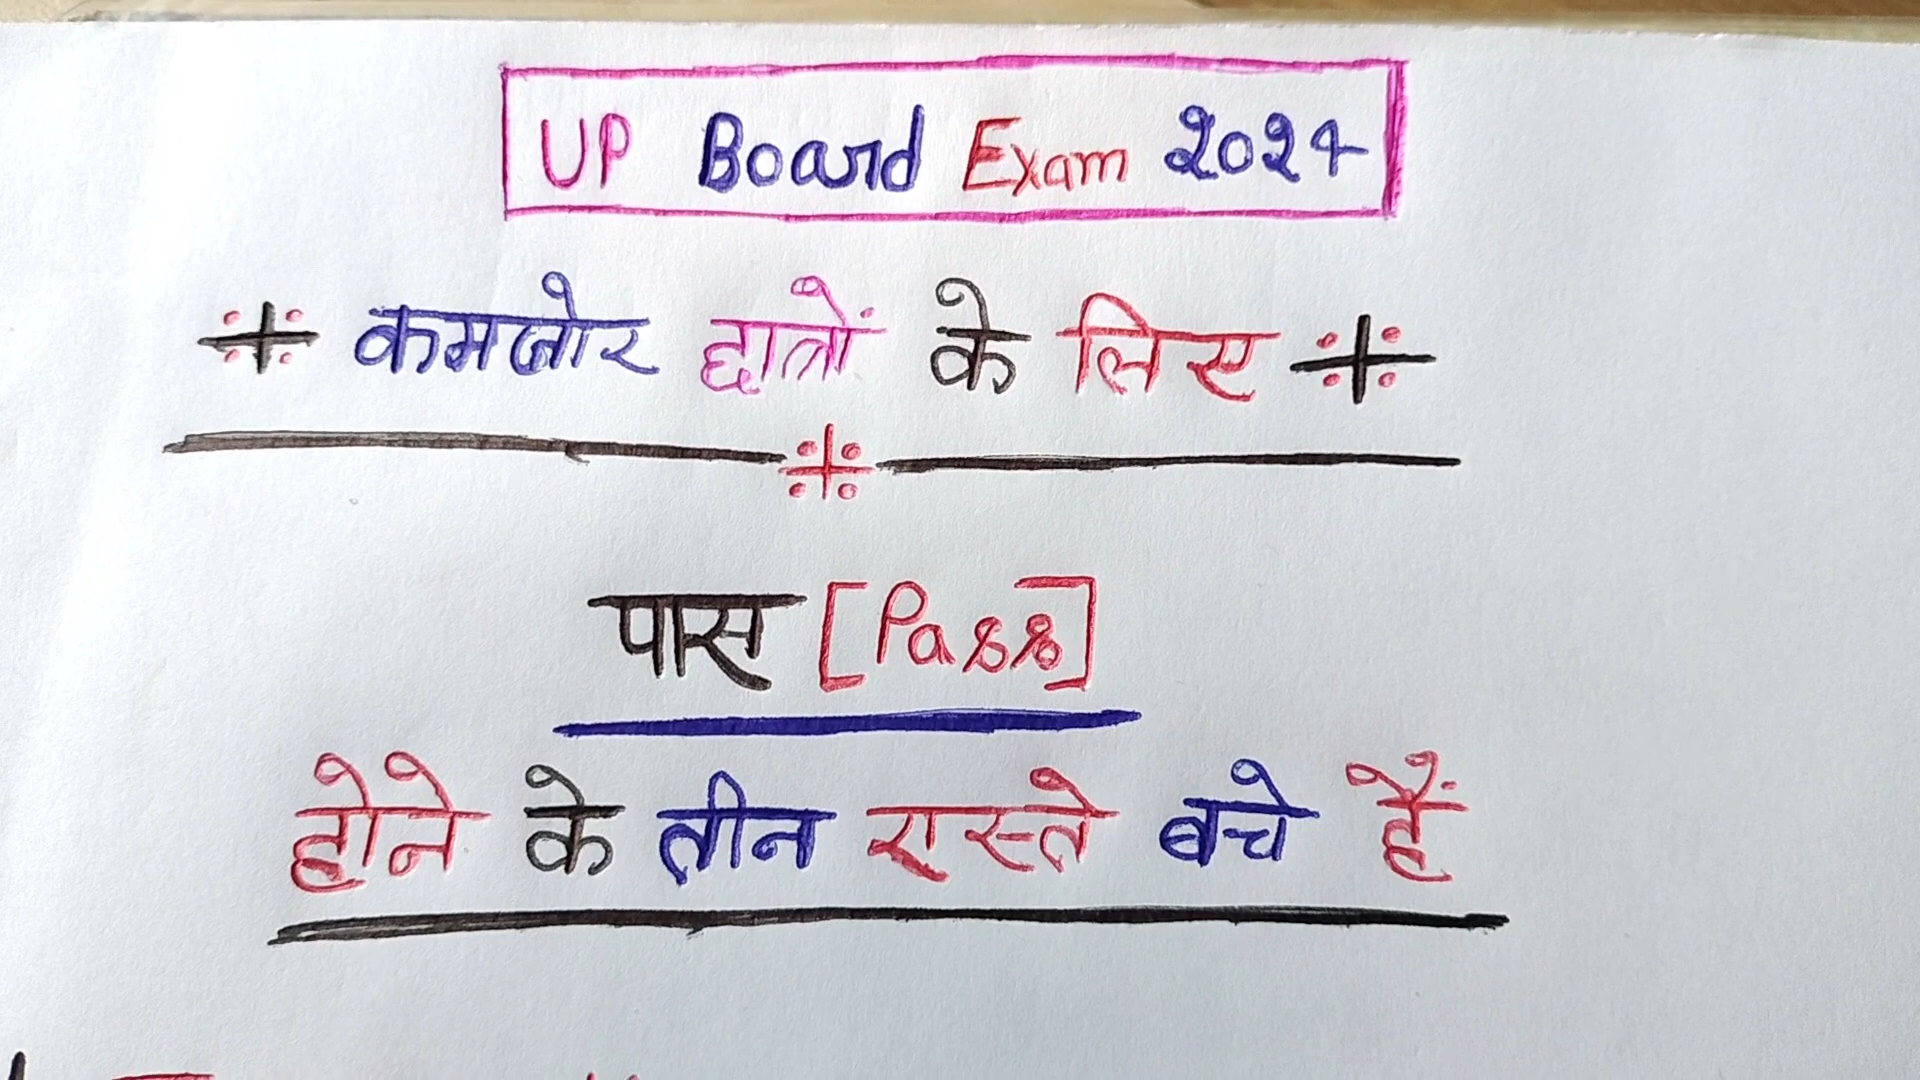 UP Board Exam 2024
कमजोर छात्रों के लिए
पास [Pass]
होने के तीन रास्ते बचे हैं